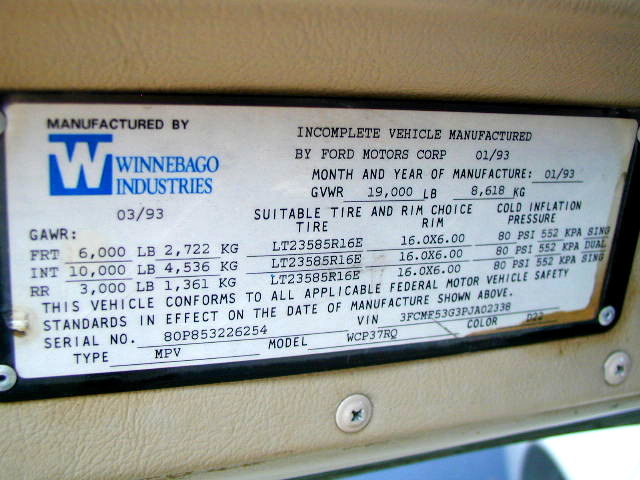 MANUFACTURED BY
W WINNEBAGO
INDUSTRIES
INCOMPLETE VEHICLE MANUFACTURED
BY FORD MOTORS CORP 01/93
MONTH AND YEAR OF MANUFACTURE: 01/93
GVWR 19,000 LB 8,618 KG
03/93
SUITABLE TIRE AND RIM CHOICE COLD INFLATION
GAWR: TIRE RIM PRESSURE
FRT 6,000 LB 2,722 KG LT23585R16E 16.0X6.00 80 PSI 552 KPA SING
INT 10,000 LB 4,536 KG LT23585R16E 16.0X6.00 80 PSI 552 KPA DUAL
RR 3,000 LB 1,361 KG LT23585R16E 16.0X6.00 80 PSI 552 KPA SING
THIS VEHICLE CONFORMS TO ALL APPLICABLE FEDERAL MOTOR VEHICLE SAFETY
STANDARDS IN EFFECT ON THE DATE OF MANUFACTURE SHOWN ABOVE.
SERIAL NO. 80P853226254 VIN 3FCMF53G3PJA02338
TYPE MPV MODEL WCP37RQ COLOR D22